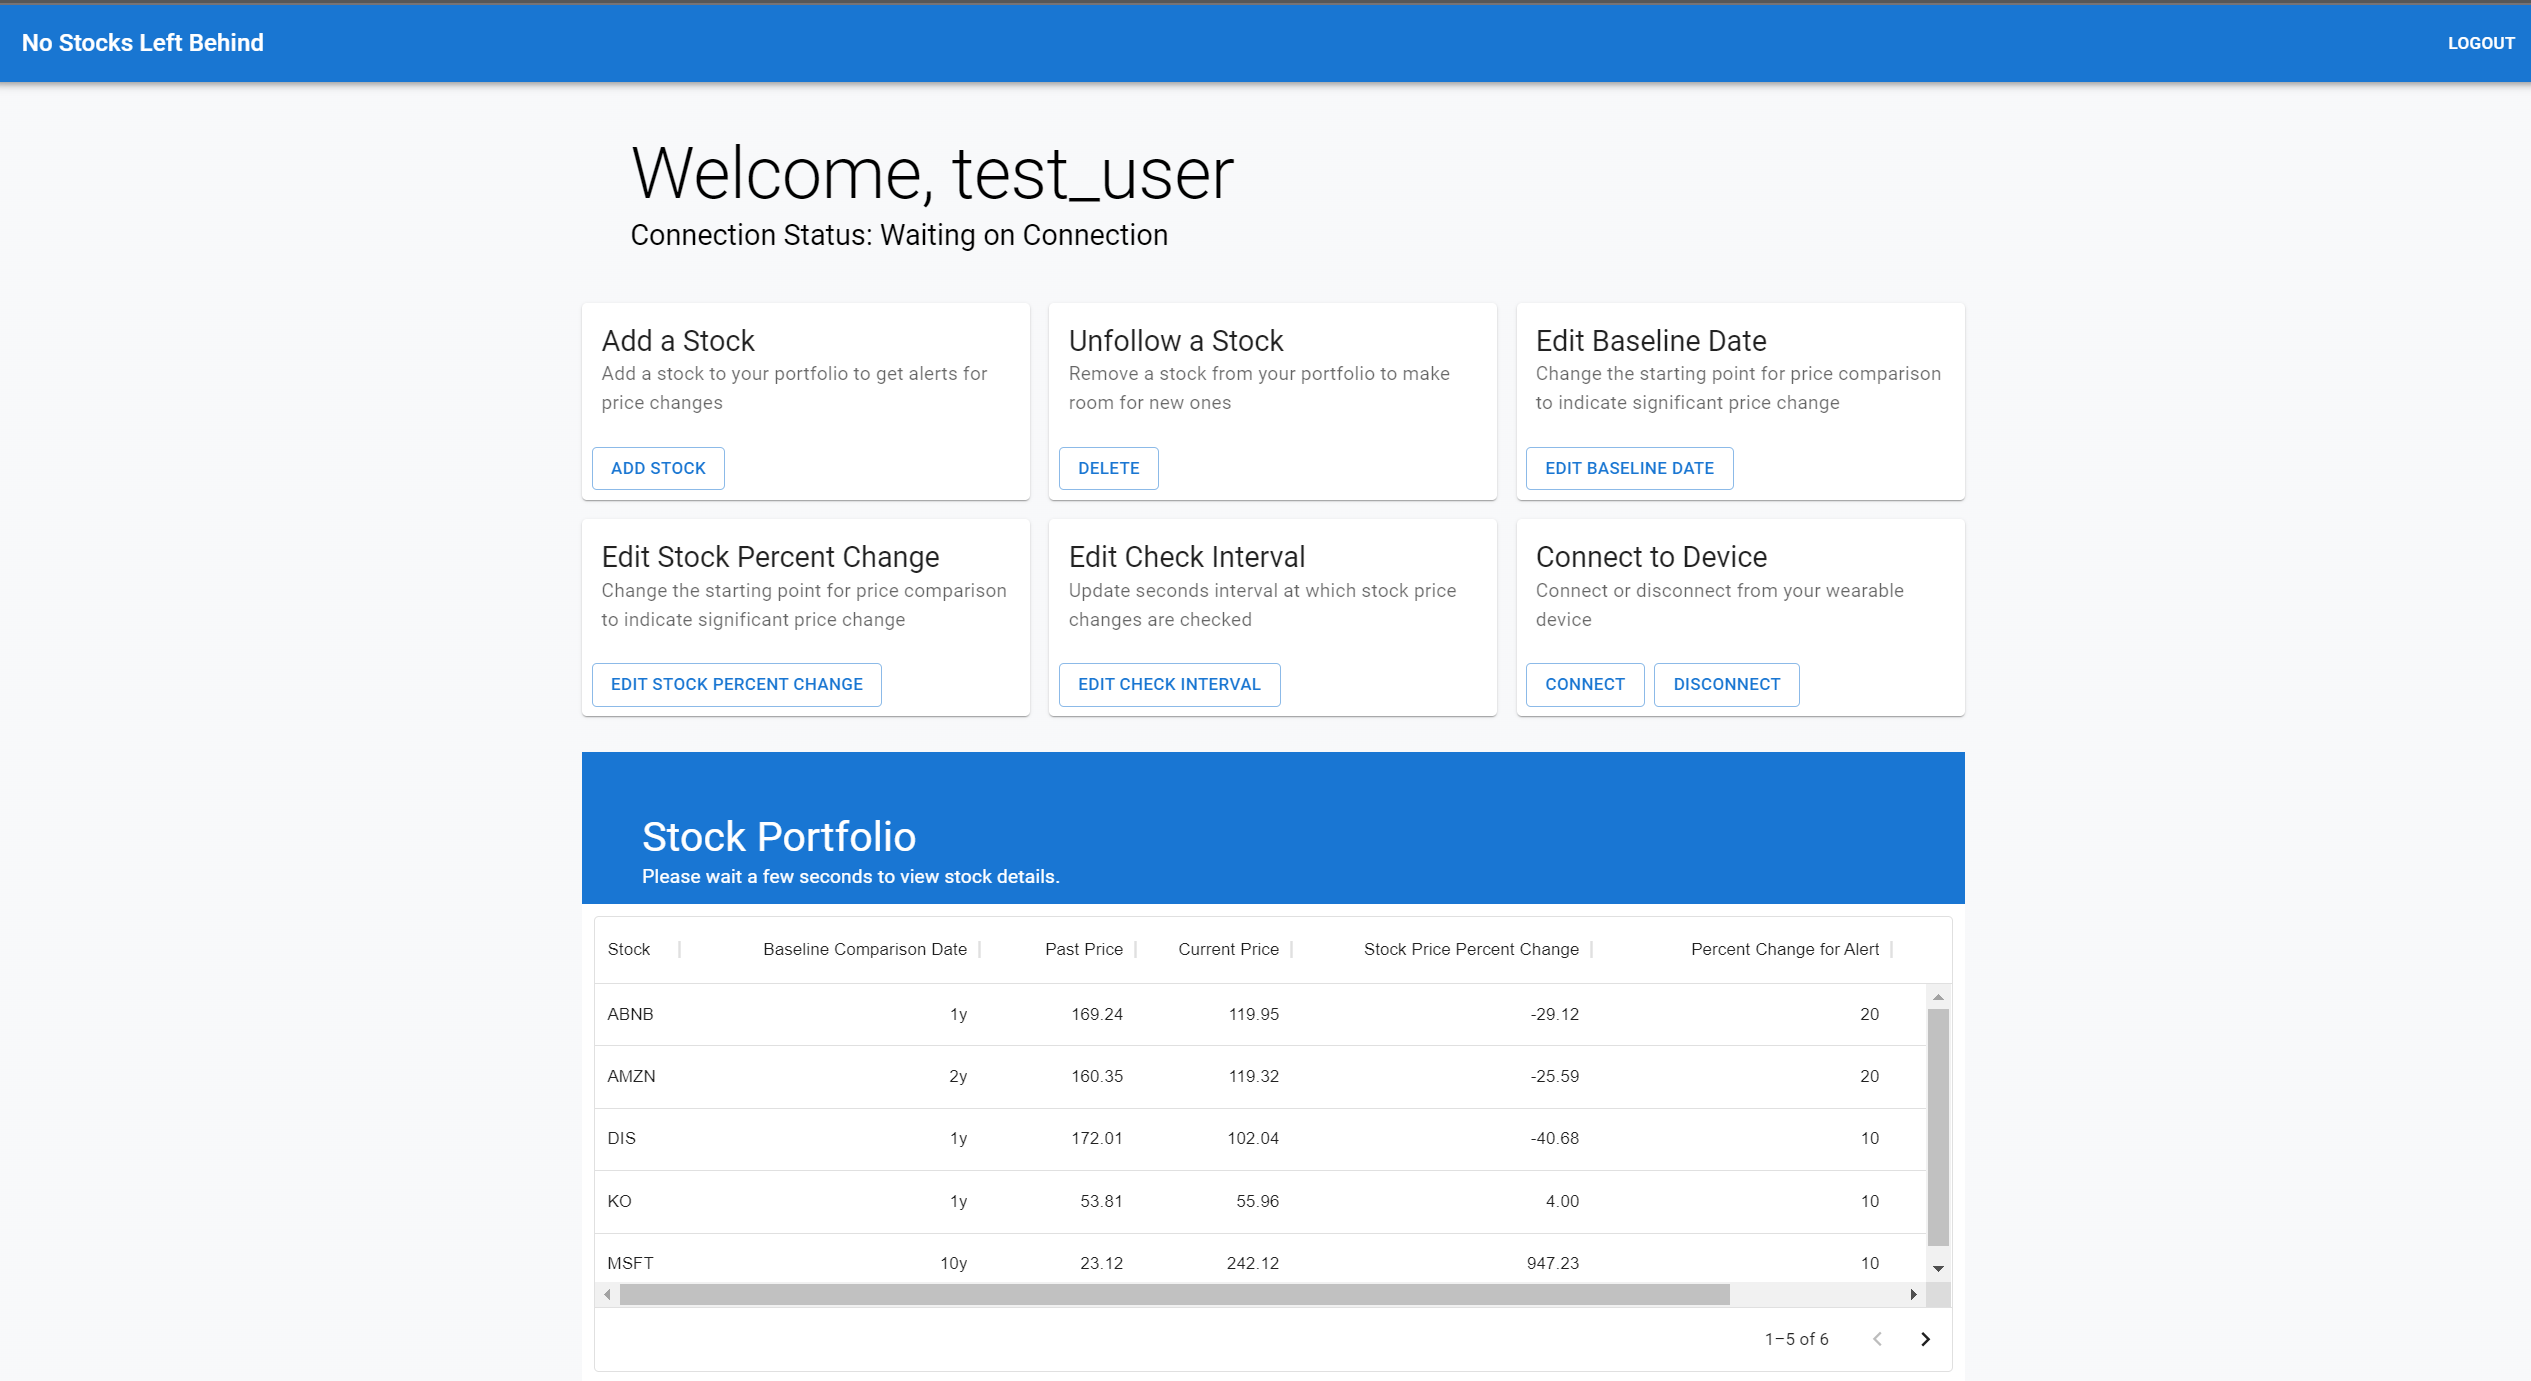 No Stocks Left Behind
LOGOUT
Welcome, test_user
Connection Status: Waiting on Connection
Add a Stock
Add a stock to your portfolio to get alerts for
price changes
ADD STOCK
Unfollow a Stock
Remove a stock from your portfolio to make
room for new ones
DELETE
Edit Baseline Date
Change the starting point for price comparison
to indicate significant price change
EDIT BASELINE DATE
Edit Stock Percent Change
Change the starting point for price comparison
to indicate significant price change
EDIT STOCK PERCENT CHANGE
Edit Check Interval
Update seconds interval at which stock price
changes are checked
EDIT CHECK INTERVAL
Connect to Device
Connect or disconnect from your wearable
device
CONNECT DISCONNECT
Stock Portfolio
Please wait a few seconds to view stock details.
Stock Baseline Comparison Date Past Price Current Price Stock Price Percent Change Percent Change for Alert
ABNB 1y 169.24 119.95 -29.12 20
AMZN 2y 160.35 119.32 -25.59 20
DIS 1y 172.01 102.04 -40.68 10
KO 1y 53.81 55.96 4.00 10
MSFT 10y 23.12 242.12 947.23 10
1–5 of 6